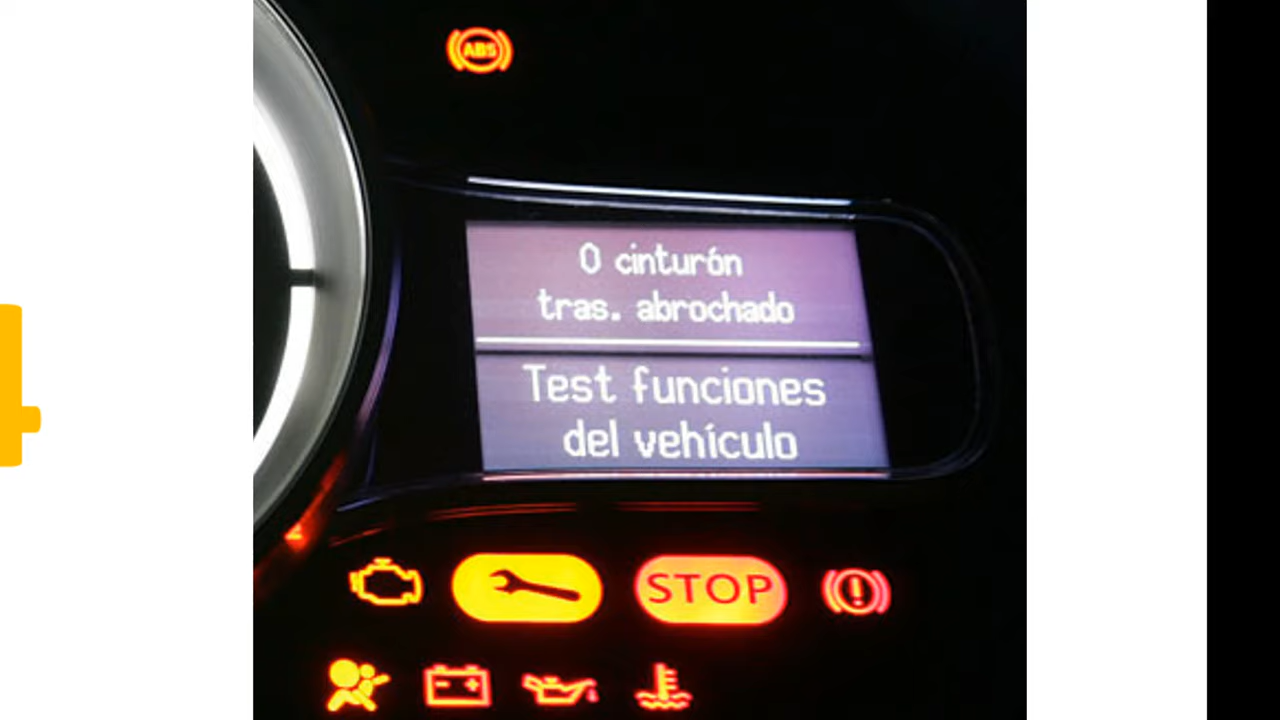 ABS
0 cinturón
tras. abrochado
Test funciones
del vehículo
STOP